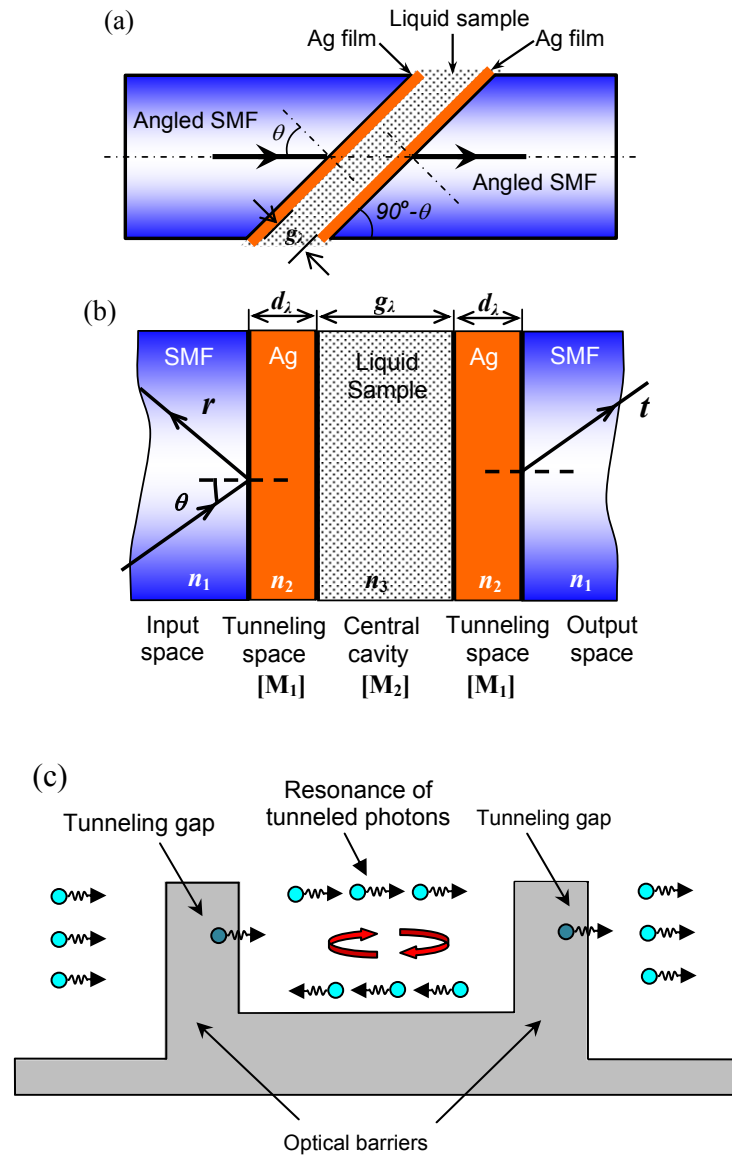 (a)
Liquid sample
Ag film
Ag film
Angled SMF
θ
Angled SMF
90°-θ
gλ
(b)
dλ
gλ
dλ
SMF
Ag
Liquid
Sample
Ag
SMF
r
t
θ
n1
n2
n3
n2
n1
Input
space
Tunneling
space
[M1]
Central
cavity
[M2]
Tunneling
space
[M1]
Output
space
(c)
Resonance of
tunneled photons
Tunneling gap
Tunneling gap
Optical barriers